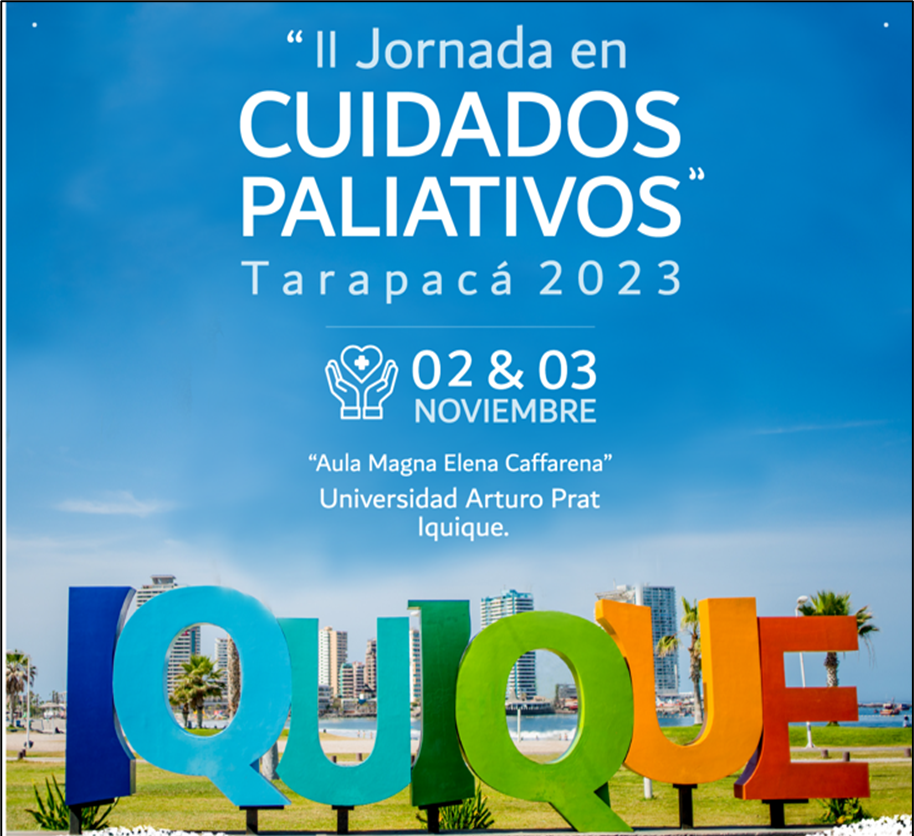 “II Jornada en
CUIDADOS
PALIATIVOS”
Tarapacá 2023
02 & 03
NOVIEMBRE
“Aula Magna Elena Caffarena”
Universidad Arturo Prat
Iquique.
IQUIQUE